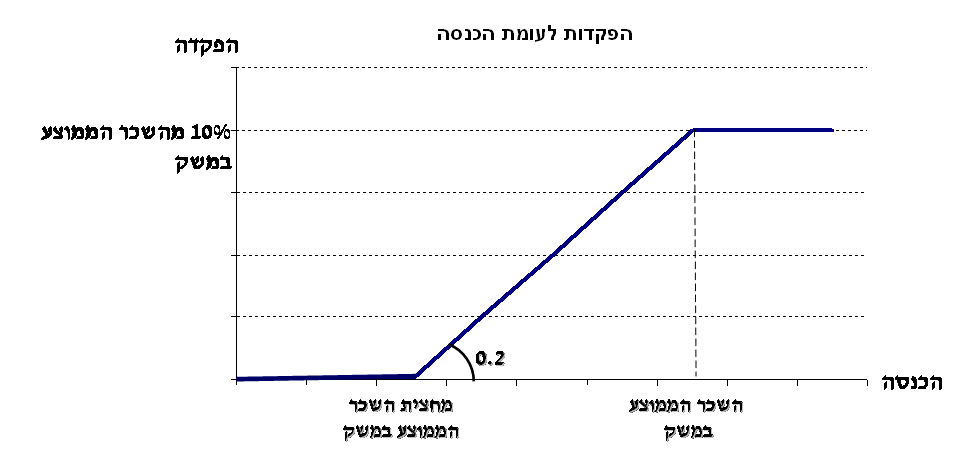 הפקדות לעומת הכנסה
הפקדה
10% מהשכר הממוצע
במשק
0.2
הכנסה
השכר הממוצע
במשק
מחצית השכר
הממוצע במשק